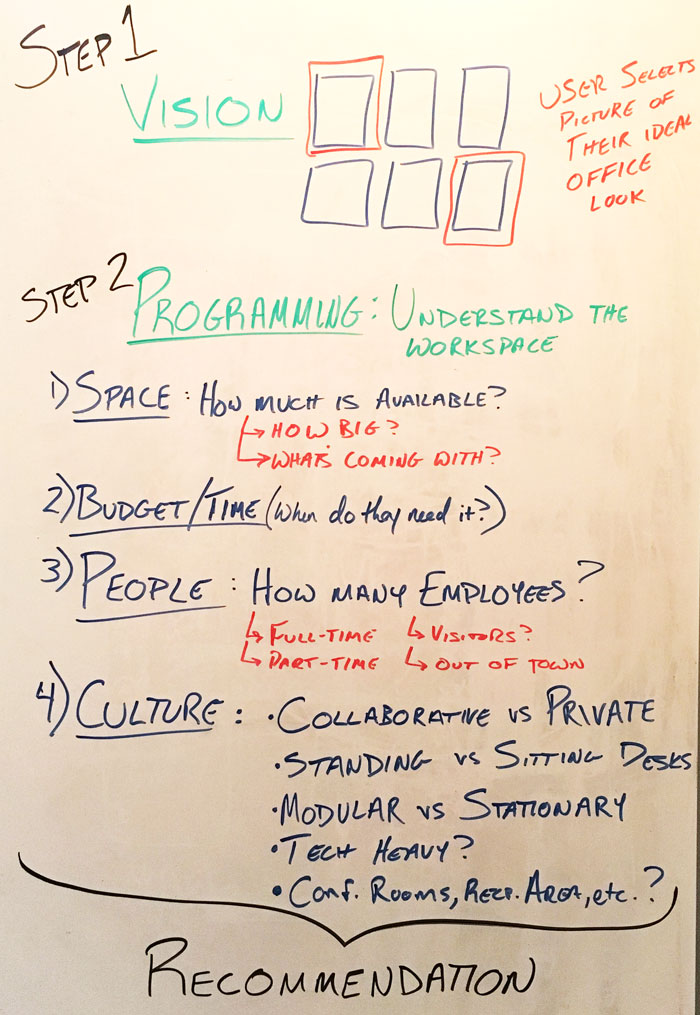 STEP 1
VISION
USER SELECTS
PICTURE OF
THEIR IDEAL
OFFICE
LOOK
STEP 2
PROGRAMMING: UNDERSTAND THE
WORKSPACE
1) SPACE: HOW MUCH IS AVAILABLE?
HOW BIG?
WHAT'S COMING WITH?
2) BUDGET/TIME (When do they need it?)
3) PEOPLE: HOW MANY EMPLOYEES?
FULL-TIME VISITORS?
PART-TIME OUT OF TOWN
4) CULTURE: • COLLABORATIVE VS PRIVATE
• STANDING VS SITTING DESKS
• MODULAR VS STATIONARY
• TECH HEAVY?
• CONF. ROOMS, RECP. AREA, etc.?
RECOMMENDATION